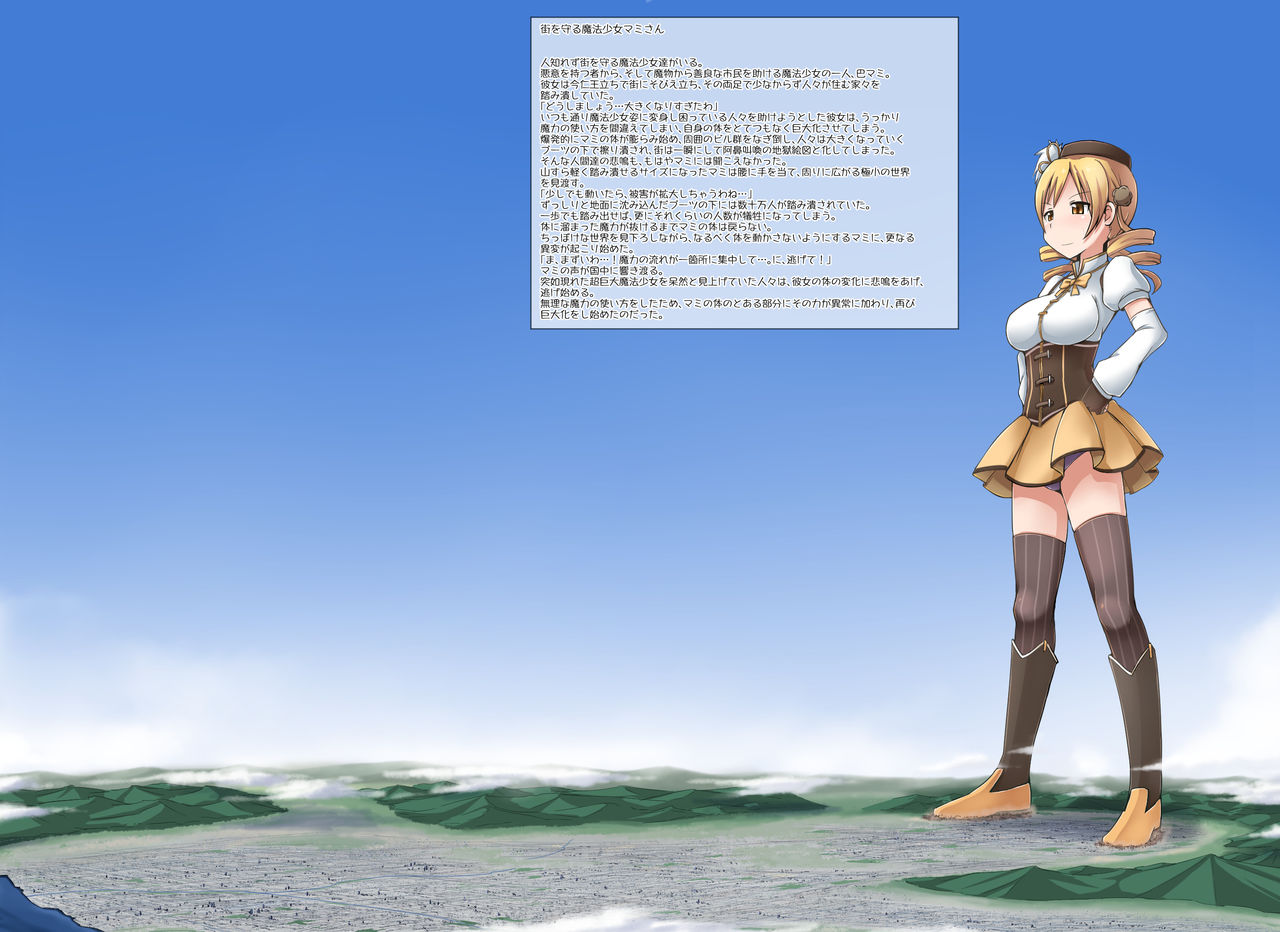 街を守る魔法少女マミさん
人知れず街を守る魔法少女達がいる。
悪意を持つ者から、そして魔物から善良な市民を助ける魔法少女の一人、巴マミ。
彼女は今仁王立ちで街にそびえ立ち、その両足で少なからず人々が住む家々を
踏み潰していた。
「どうしましょう…大きくなりすぎたわ」
いつも通り魔法少女姿に変身し困っている人々を助けようとした彼女は、うっかり
魔力の使い方を間違えてしまい、自身の体をとてつもなく巨大化させてしまう。
爆発的にマミの体が膨らみ始め、周囲のビル群をなぎ倒し、人々は大きくなっていく
ブーツの下で擦り潰され、街は一瞬にして阿鼻叫喚の地獄絵図と化してしまった。
そんな人間達の悲鳴も、もはやマミには聞こえなかった。
山すら軽く踏み潰せるサイズになったマミは腰に手を当て、周りに広がる極小の世界
を見渡す。
「少しでも動いたら、被害が拡大しちゃうわね…」
ずっしりと地面に沈み込んだブーツの下には数十万人が踏み潰されていた。
一歩でも踏み出せば、更にそれくらいの人数が犠牲になってしまう。
体に溜まった魔力が抜けるまでマミの体は戻らない。
ちっぽけな世界を見下ろしながら、なるべく体を動かさないようにするマミに、更なる
異変が起こり始めた。
「ま、まずいわ…！魔力の流れが一箇所に集中して…。に、逃げて！」
マミの声が国中に響き渡る。
突如現れた超巨大魔法少女を呆然と見上げていた人々は、彼女の体の変化に悲鳴をあげ、
逃げ始める。
無理な魔力の使い方をしたため、マミの体のとある部分にその力が異常に加わり、再び
巨大化をし始めたのだった。